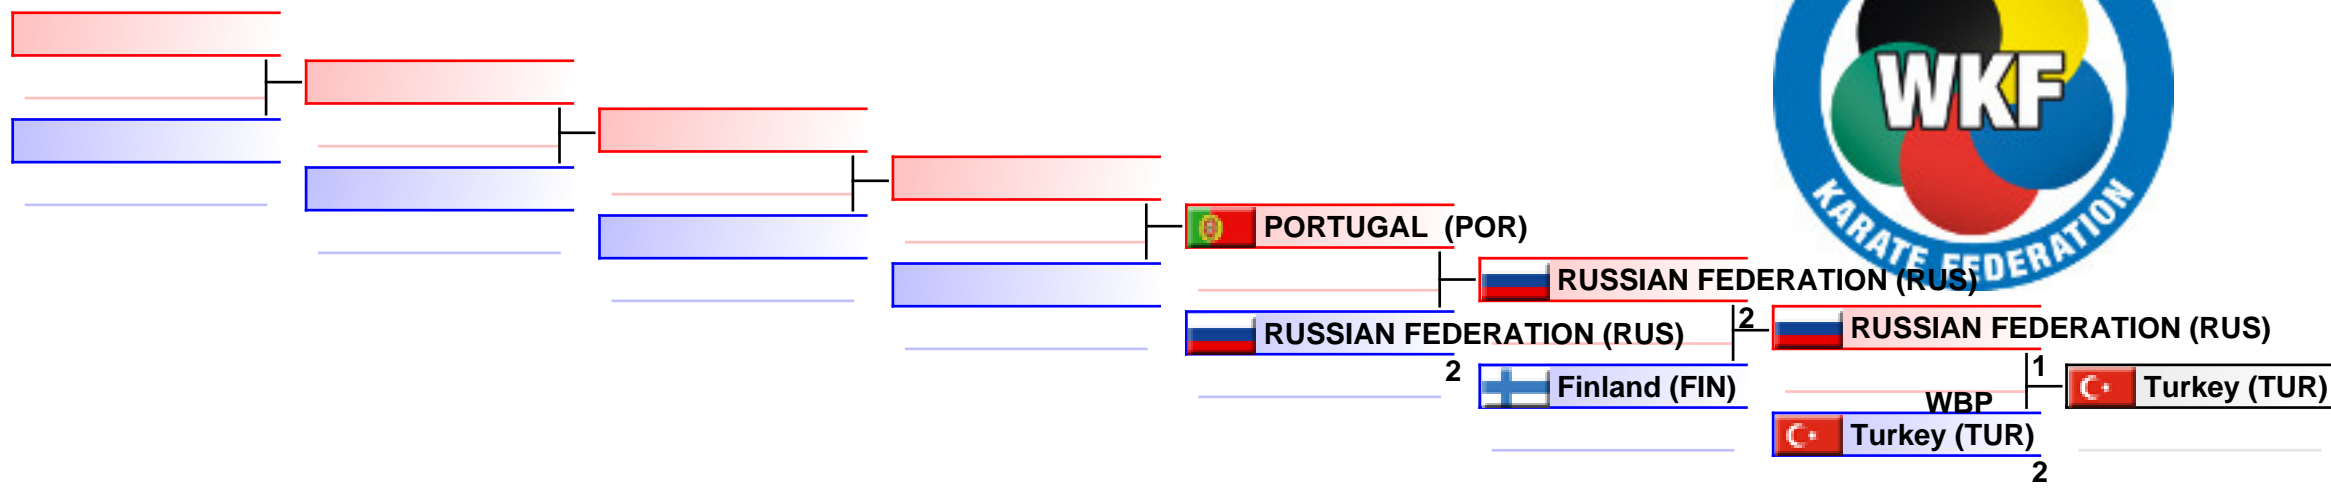 WKF
KARATE FEDERATION
PORTUGAL (POR)
RUSSIAN FEDERATION (RUS)
2
RUSSIAN FEDERATION (RUS)
2
Finland (FIN)
RUSSIAN FEDERATION (RUS)
1
WBP
Turkey (TUR)
2
Turkey (TUR)